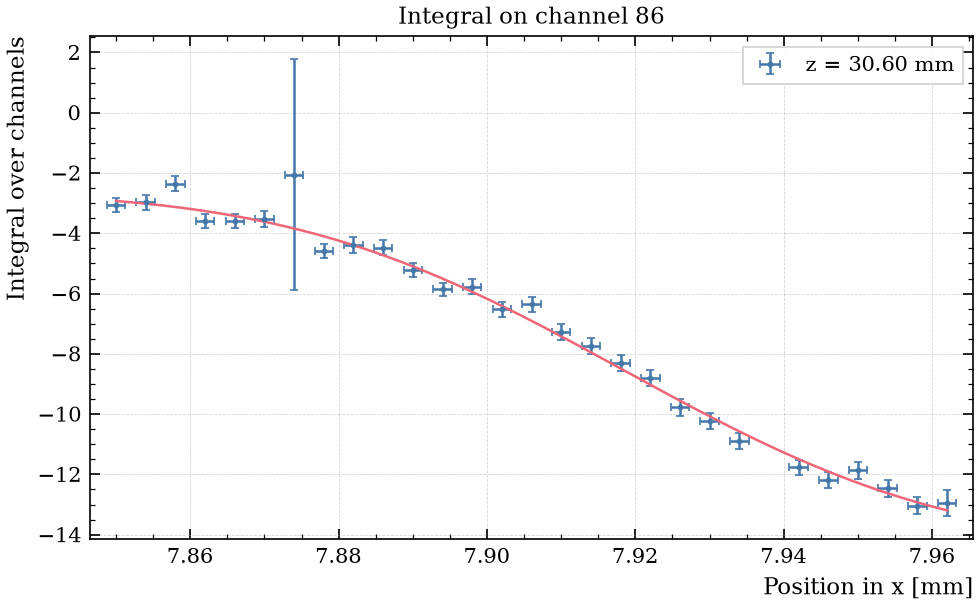 Integral on channel 86
Integral over channels
z = 30.60 mm
2
0
−2
−4
−6
−8
−10
−12
−14
7.86 7.88 7.90 7.92 7.94 7.96
Position in x [mm]